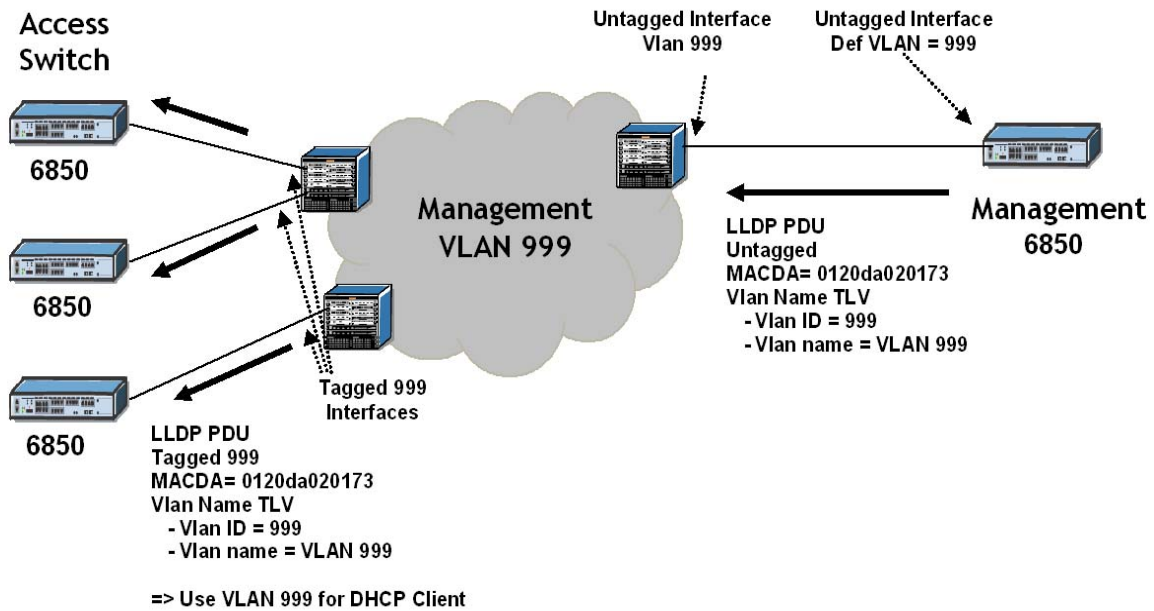 Access
Switch
6850
6850
6850
Untagged Interface
Vlan 999
Untagged Interface
Def VLAN = 999
Management
VLAN 999
Management
6850
LLDP PDU
Untagged
MACDA= 0120da020173
Vlan Name TLV
- Vlan ID = 999
- Vlan name = VLAN 999
Tagged 999
Interfaces
LLDP PDU
Tagged 999
MACDA= 0120da020173
Vlan Name TLV
- Vlan ID = 999
- Vlan name = VLAN 999
=> Use VLAN 999 for DHCP Client